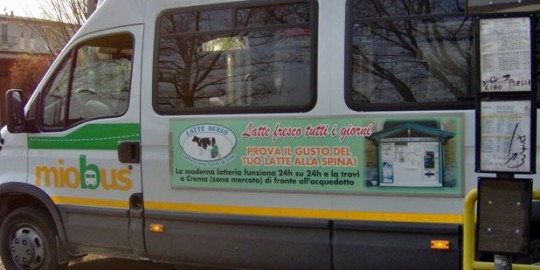 miobus
LATTE SERIO
Latte fresco tutti i giorni
PROVA IL GUSTO DEL
TUO LATTE ALLA SPINA!
La moderna latteria funziona 24h su 24h e la trovi
a Crema (zona mercato) di fronte all'acquedotto
CIAO